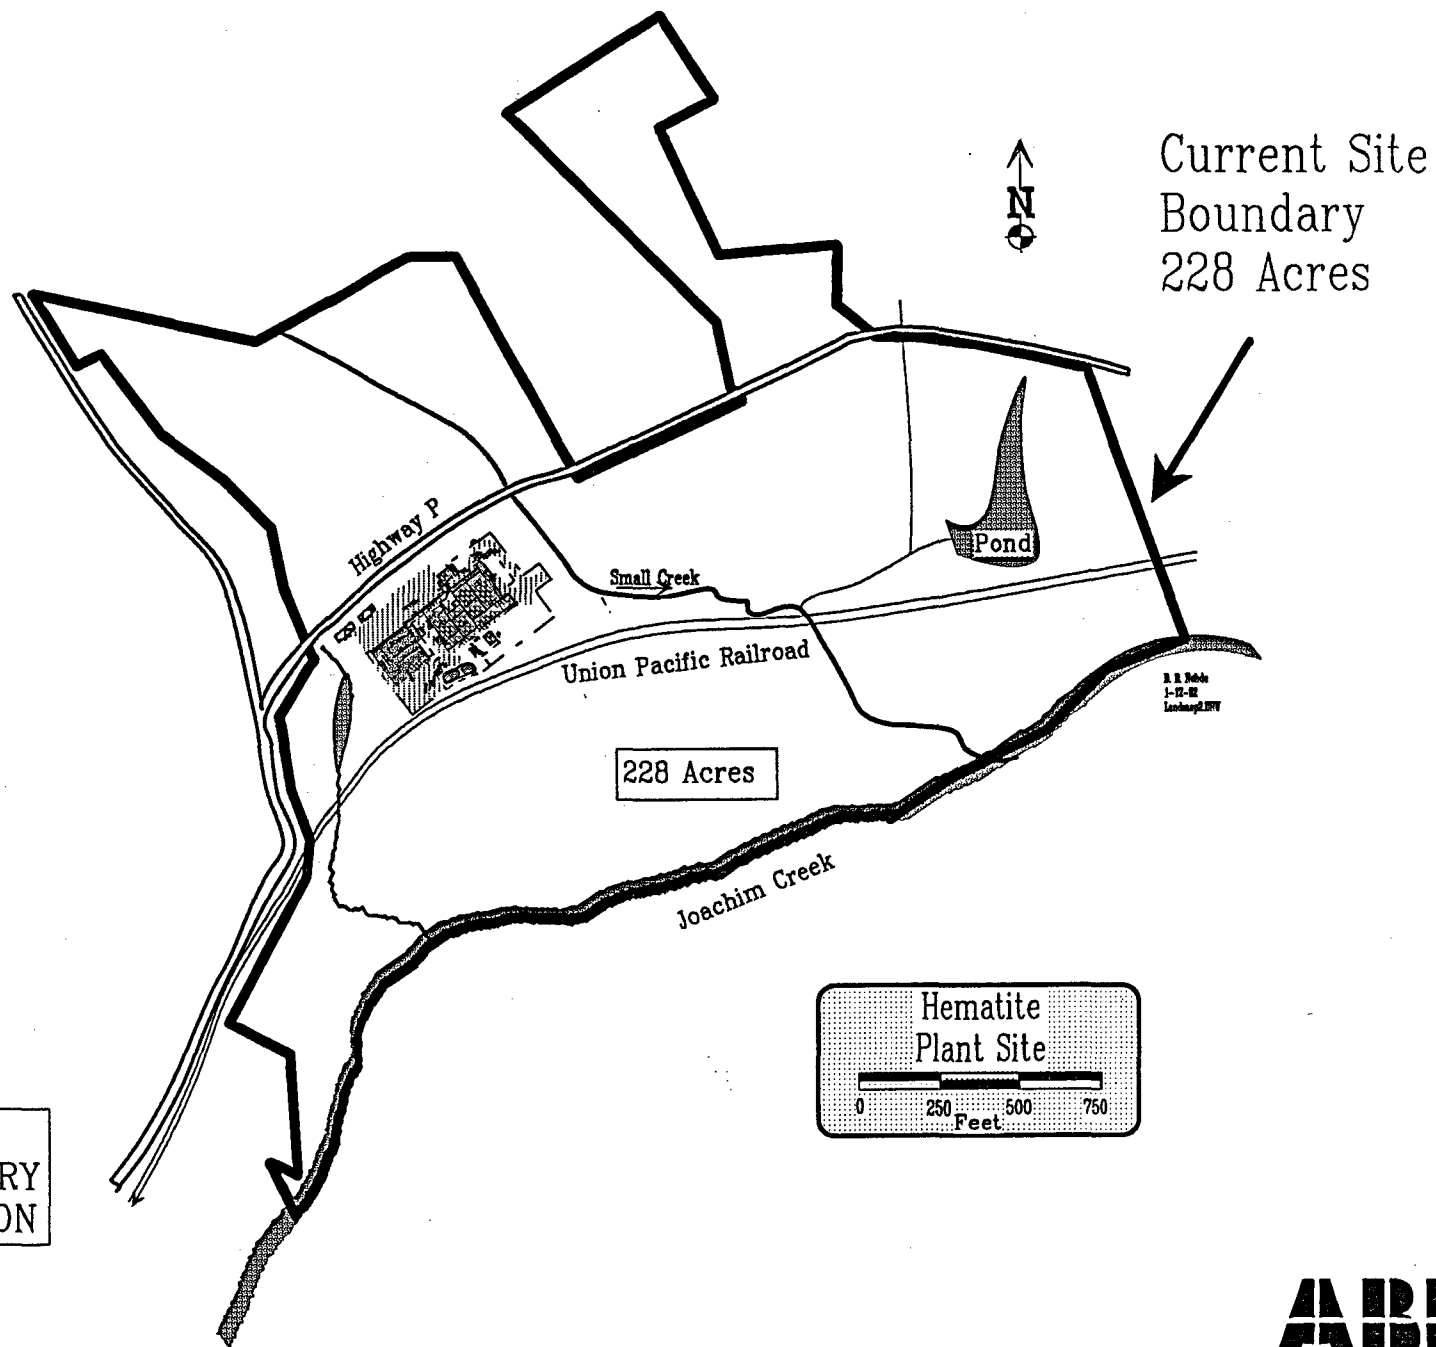 Current Site
Boundary
228 Acres
N
Highway P
Small Creek
Pond
Union Pacific Railroad
228 Acres
Joachim Creek
Hematite
Plant Site
0 250 500 750
Feet
RY
ON